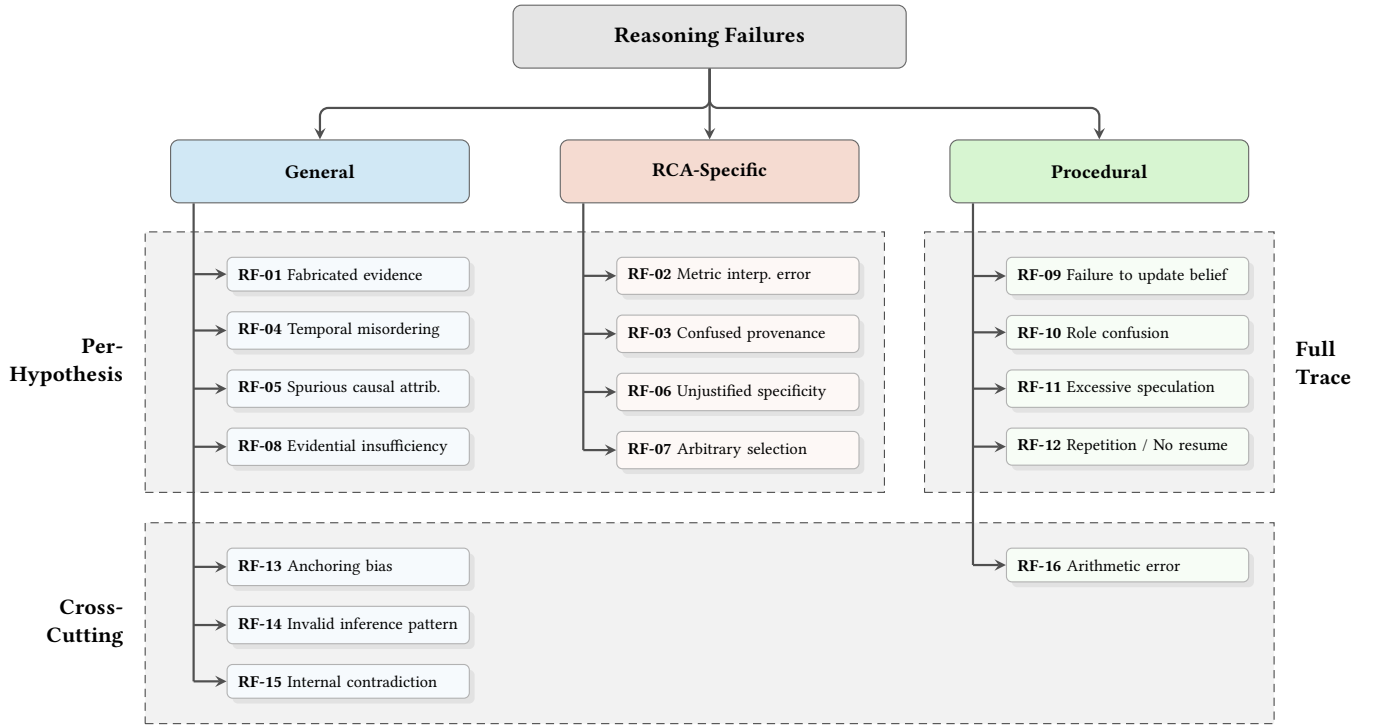 Reasoning Failures
General
RCA-Specific
Procedural
Per-
Hypothesis
RF-01 Fabricated evidence
RF-04 Temporal misordering
RF-05 Spurious causal attrib.
RF-08 Evidential insufficiency
RF-02 Metric interp. error
RF-03 Confused provenance
RF-06 Unjustified specificity
RF-07 Arbitrary selection
RF-09 Failure to update belief
RF-10 Role confusion
RF-11 Excessive speculation
RF-12 Repetition / No resume
Full
Trace
Cross-
Cutting
RF-13 Anchoring bias
RF-14 Invalid inference pattern
RF-15 Internal contradiction
RF-16 Arithmetic error